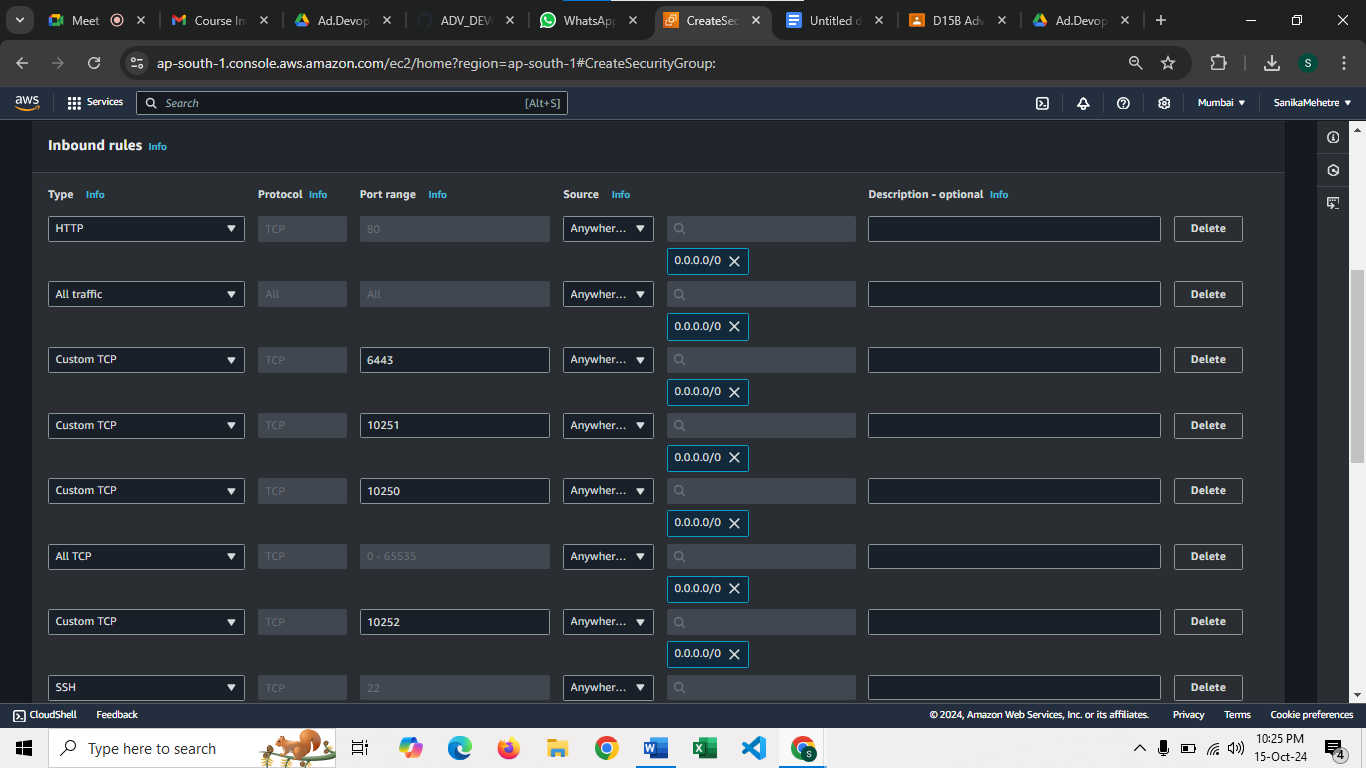 Meet
Course In
Ad.Devop
ADV_DEV
WhatsApp
CreateSec
Untitled d
D15B Adv
Ad.Devop
ap-south-1.console.aws.amazon.com/ec2/home?region=ap-south-1#CreateSecurityGroup:
S
aws Services Search [Alt+S] Mumbai SanikaMehetre
Inbound rules Info
Type Info Protocol Info Port range Info Source Info Description - optional Info
HTTP TCP 80 Anywher... Delete
0.0.0.0/0
All traffic All All Anywher... Delete
0.0.0.0/0
Custom TCP TCP 6443 Anywher... Delete
0.0.0.0/0
Custom TCP TCP 10251 Anywher... Delete
0.0.0.0/0
Custom TCP TCP 10250 Anywher... Delete
0.0.0.0/0
All TCP TCP 0 - 65535 Anywher... Delete
0.0.0.0/0
Custom TCP TCP 10252 Anywher... Delete
0.0.0.0/0
SSH TCP 22 Anywher... Delete
CloudShell Feedback © 2024, Amazon Web Services, Inc. or its affiliates. Privacy Terms Cookie preferences
Type here to search
10:25 PM
15-Oct-24
4